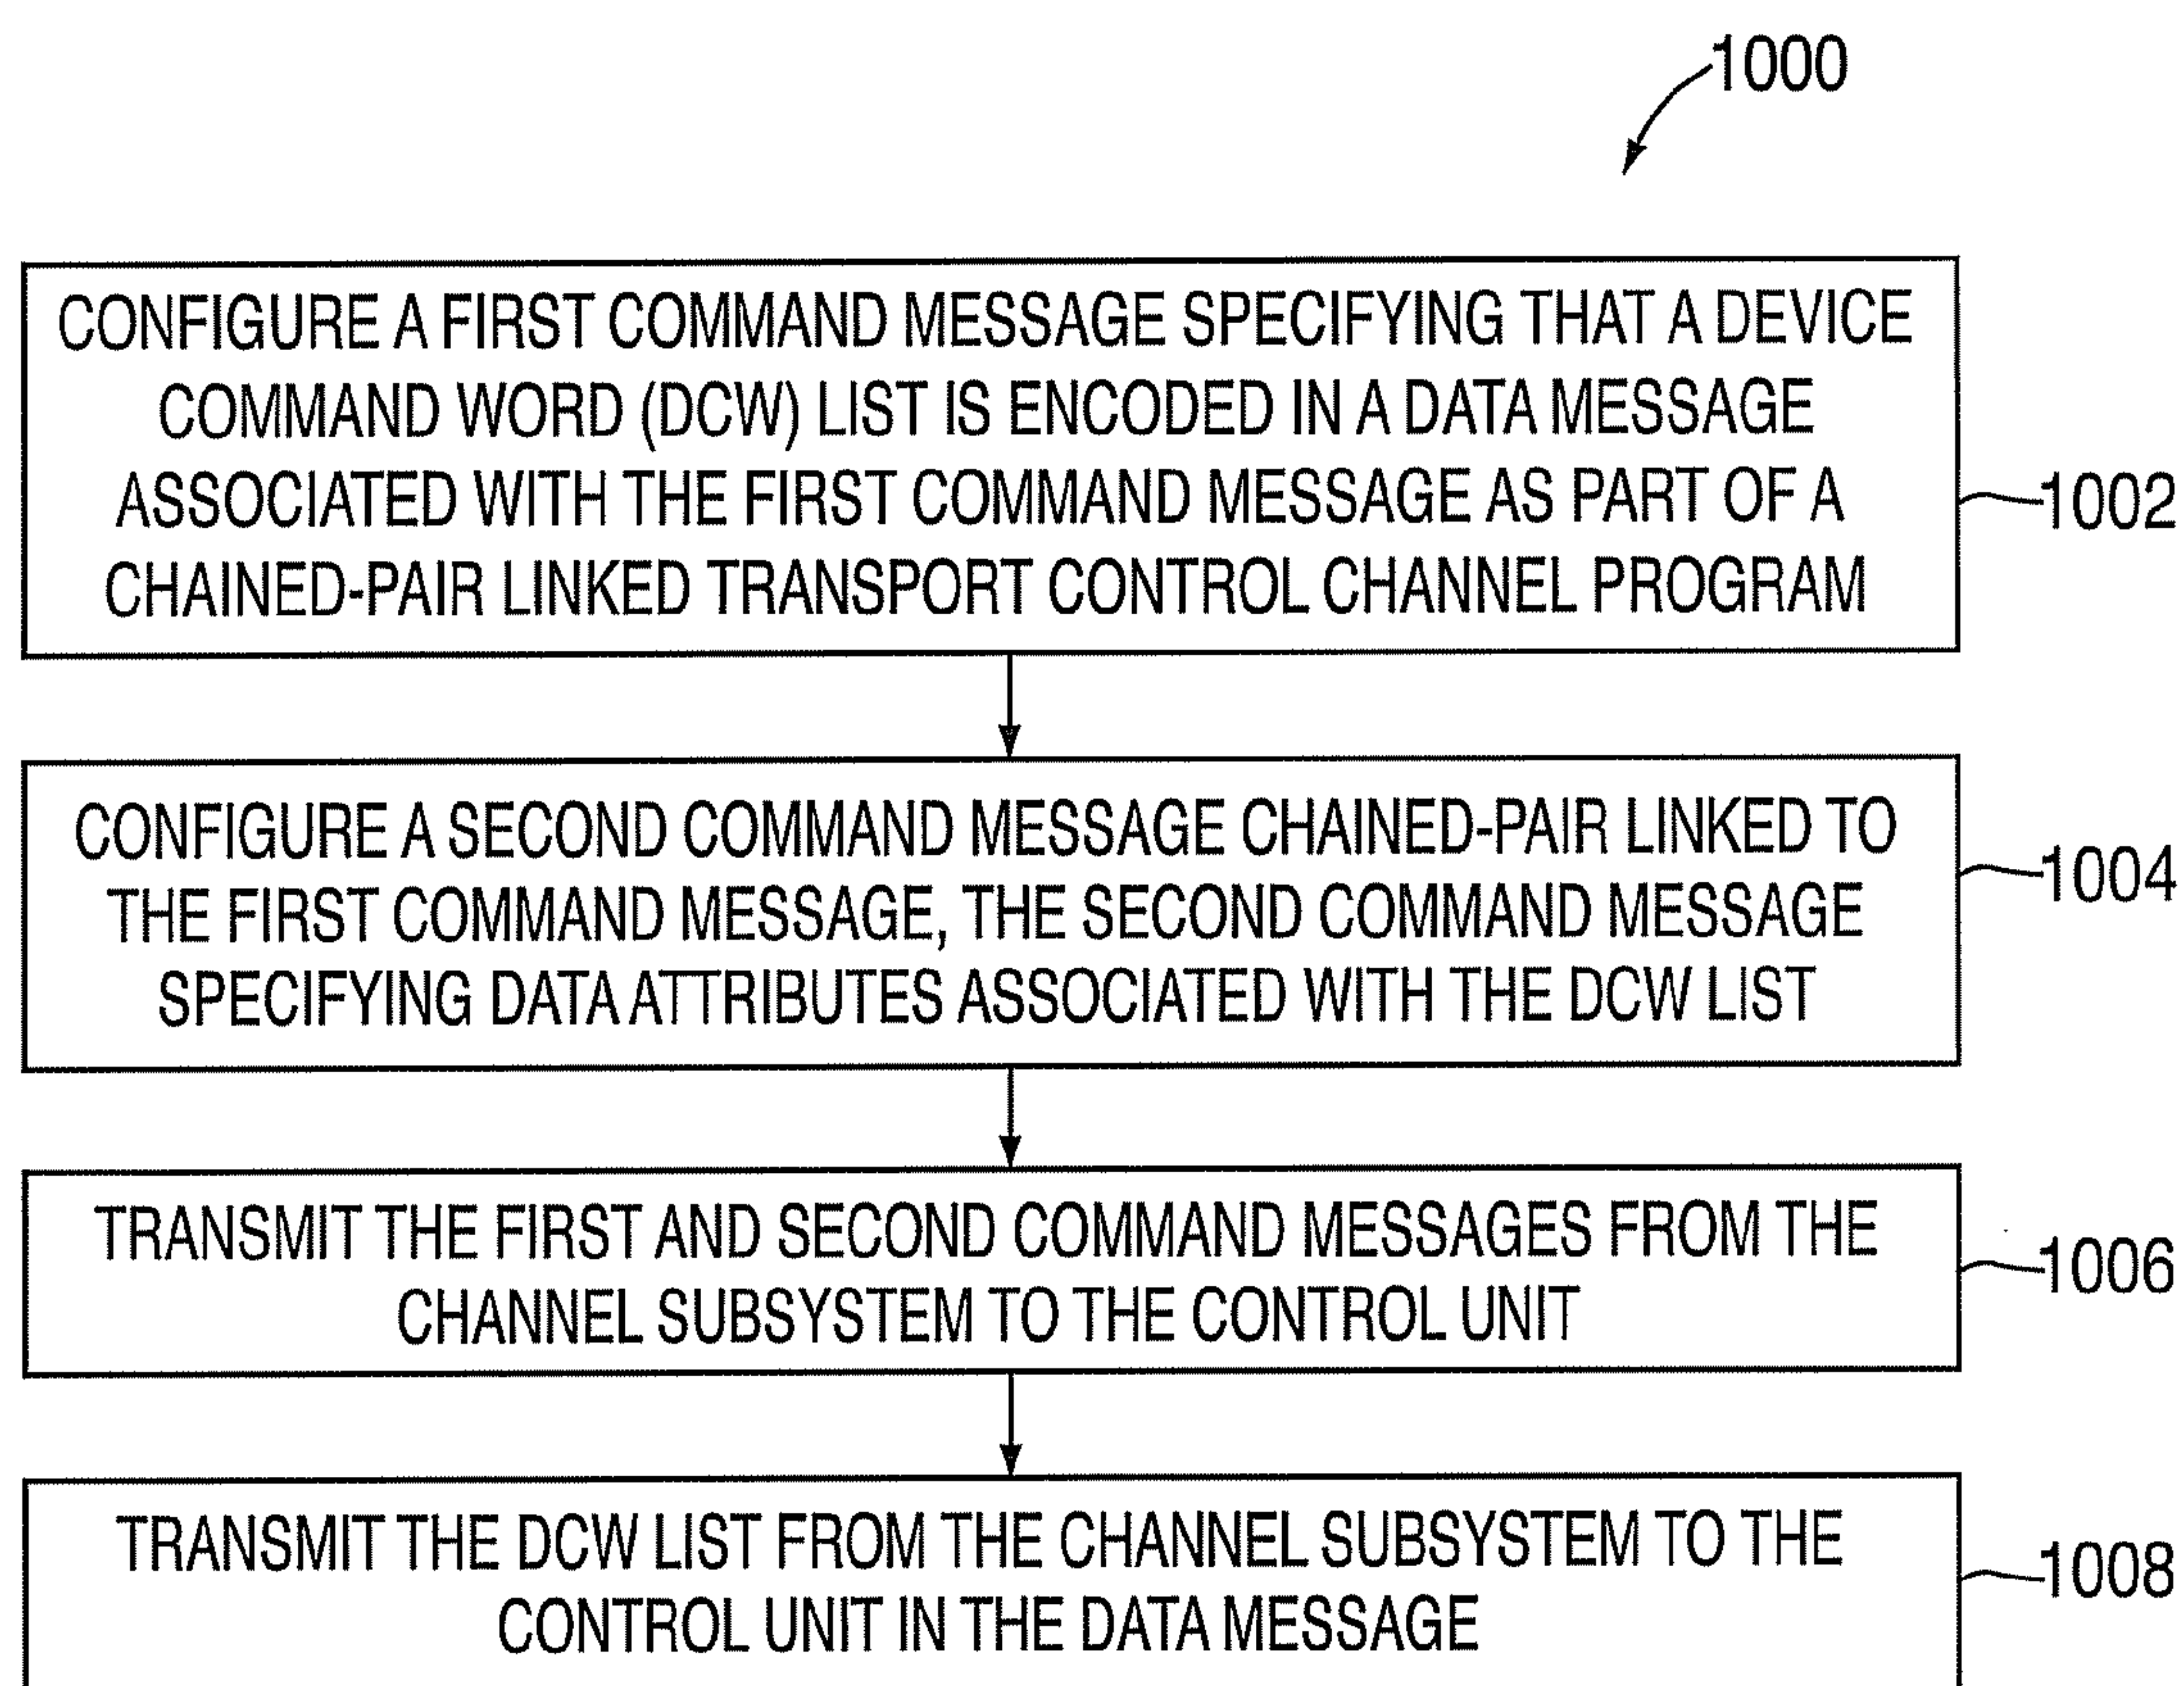 1000
CONFIGURE A FIRST COMMAND MESSAGE SPECIFYING THAT A DEVICE
COMMAND WORD (DCW) LIST IS ENCODED IN A DATA MESSAGE
ASSOCIATED WITH THE FIRST COMMAND MESSAGE AS PART OF A
CHAINED-PAIR LINKED TRANSPORT CONTROL CHANNEL PROGRAM
1002
CONFIGURE A SECOND COMMAND MESSAGE CHAINED-PAIR LINKED TO
THE FIRST COMMAND MESSAGE, THE SECOND COMMAND MESSAGE
SPECIFYING DATA ATTRIBUTES ASSOCIATED WITH THE DCW LIST
1004
TRANSMIT THE FIRST AND SECOND COMMAND MESSAGES FROM THE
CHANNEL SUBSYSTEM TO THE CONTROL UNIT
1006
TRANSMIT THE DCW LIST FROM THE CHANNEL SUBSYSTEM TO THE
CONTROL UNIT IN THE DATA MESSAGE
1008